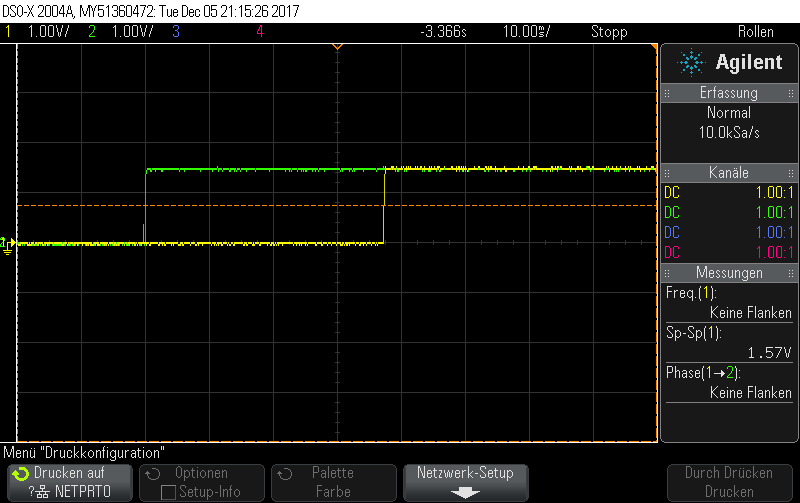 DSO-X 2004A, MY51360472: Tue Dec 05 21:15:26 2017
1 1.00V/ 2 1.00V/ 3 4 -3.366s 10.00ms/ Stopp Rollen
Agilent
Erfassung
Normal
10.0kSa/s
Kanäle
DC 1.00:1
DC 1.00:1
DC 1.00:1
DC 1.00:1
Messungen
Freq.(1):
Keine Flanken
Sp-Sp(1):
1.57V
Phase(1→2):
Keine Flanken
Menü "Druckkonfiguration"
Drucken auf
? NETPRT0
Optionen
Setup-Info
Palette
Farbe
Netzwerk-Setup
Durch Drücken
Drucken